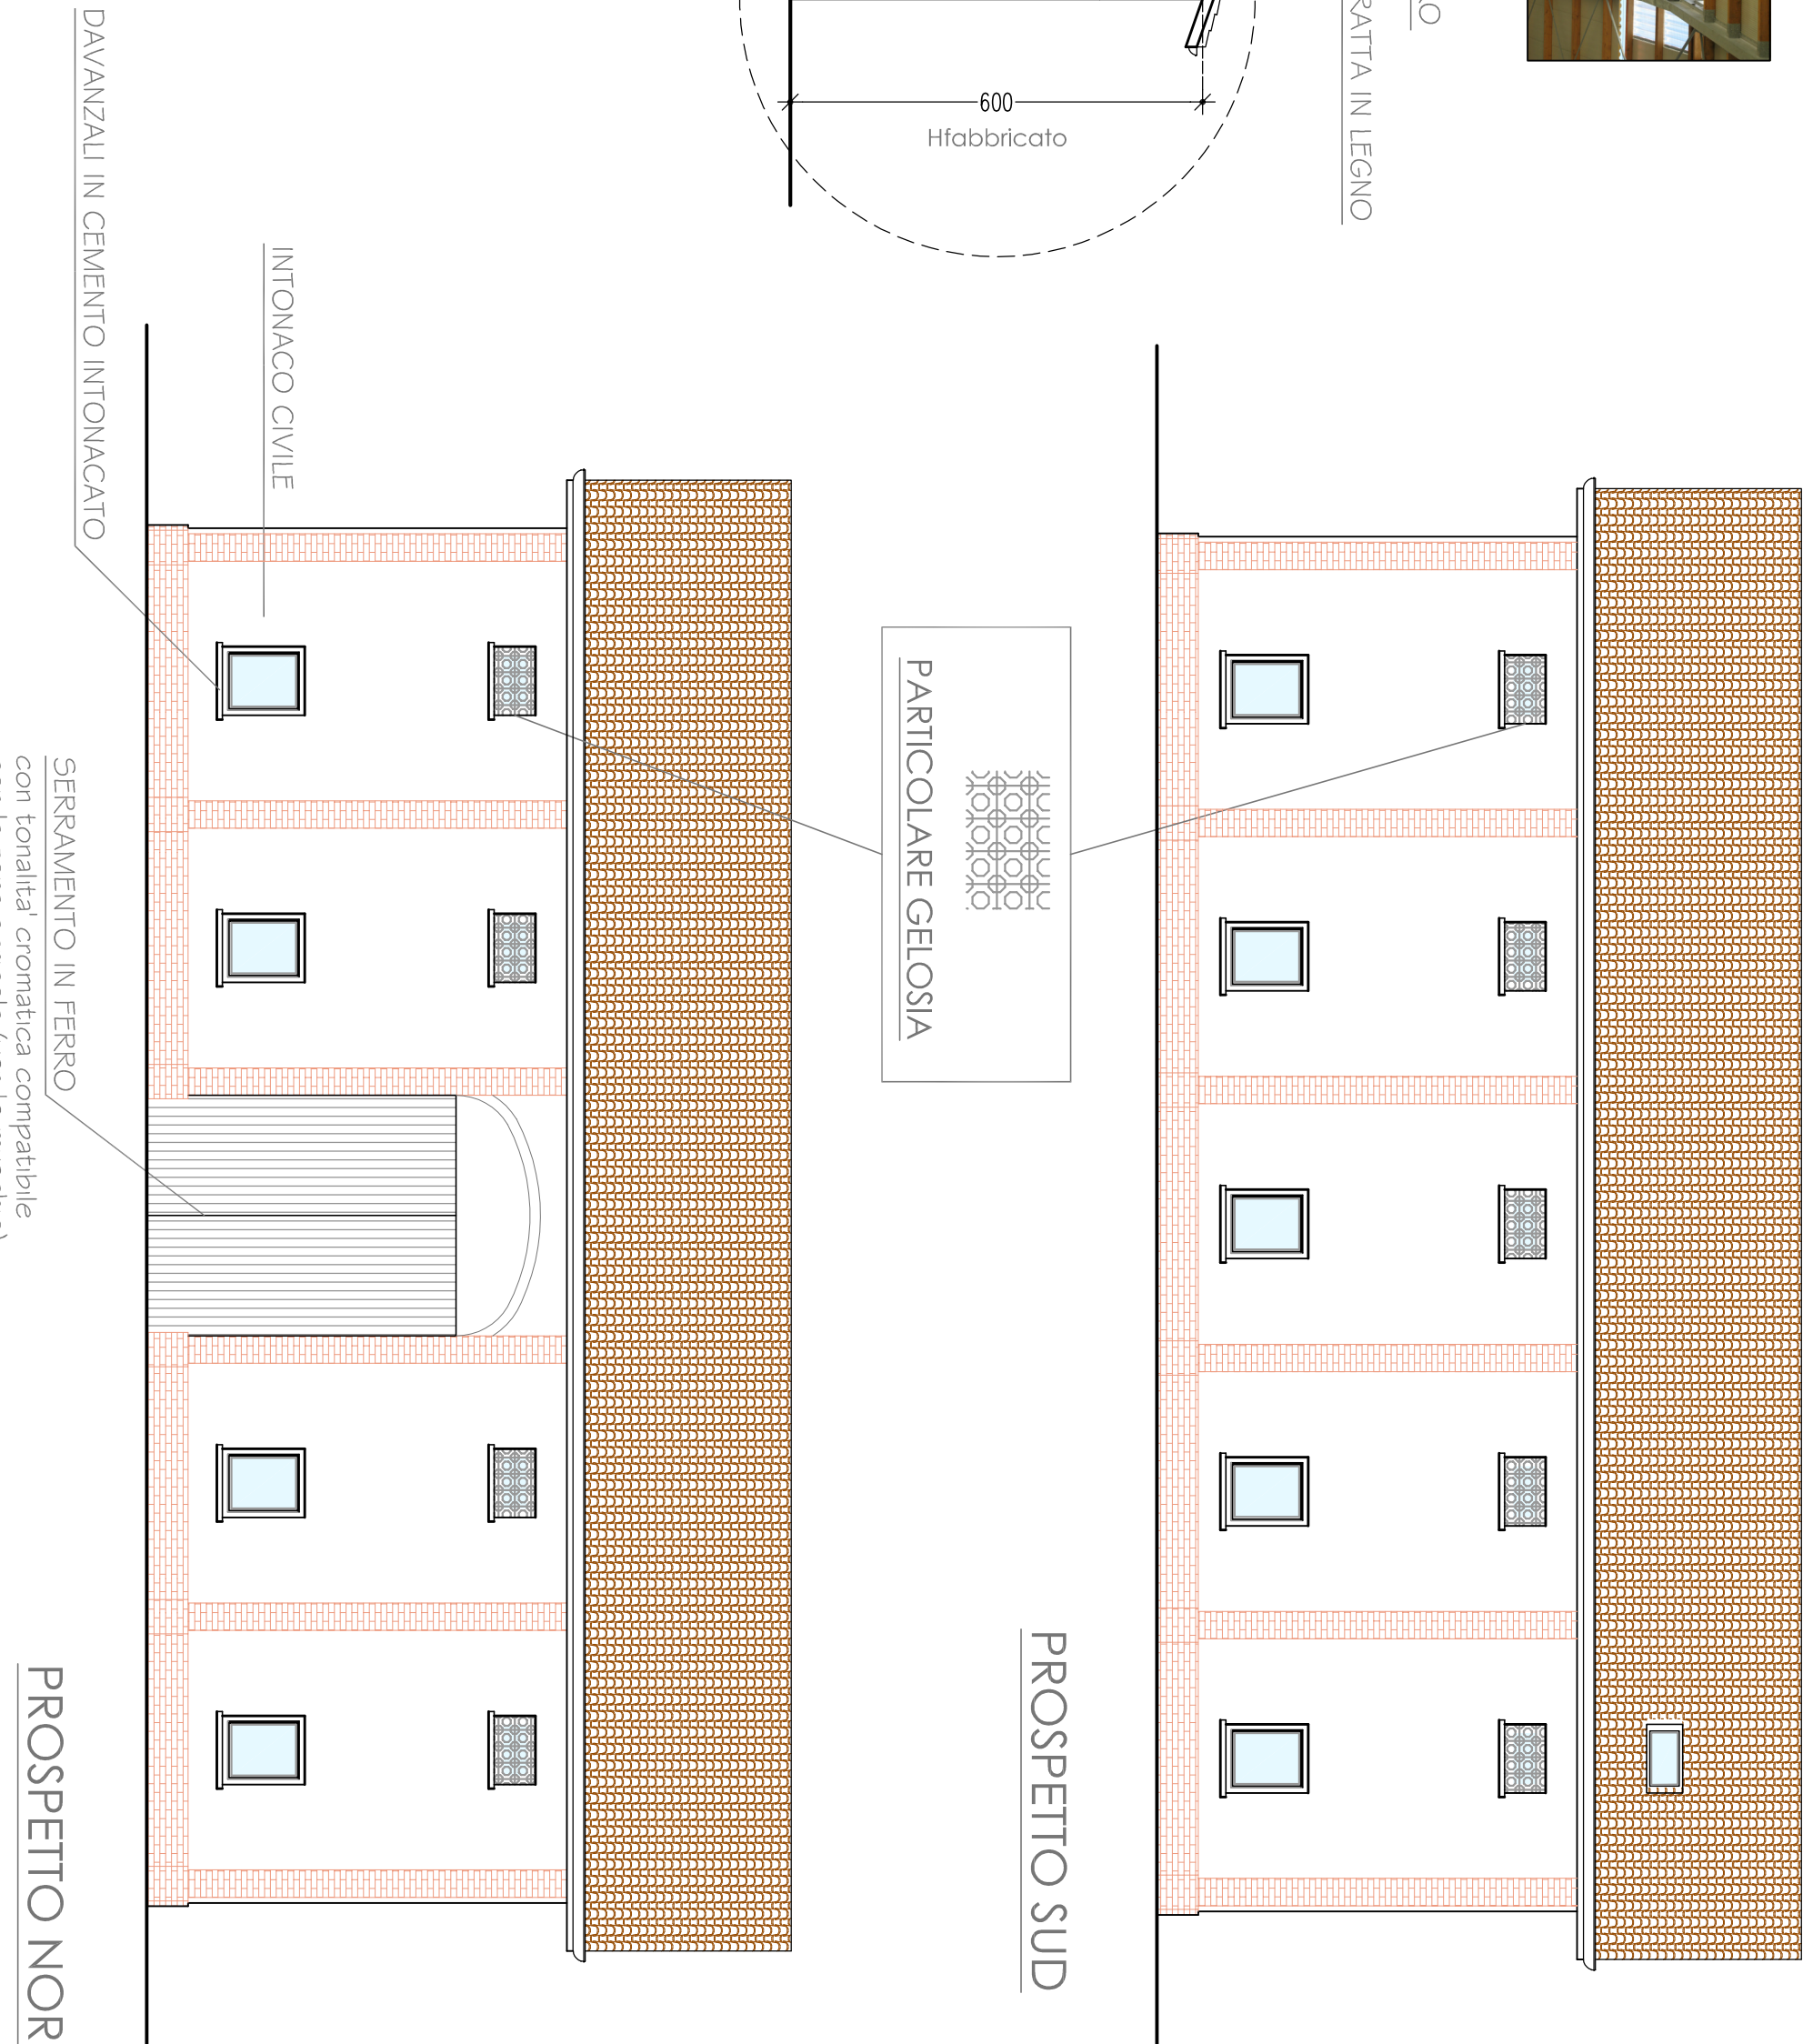 RATTA IN LEGNO
600
Hfabbricato
PROSPETTO SUD
PARTICOLARE GELOSIA
INTONACO CIVILE
DAVANZALI IN CEMENTO INTONACATO
SERRAMENTO IN FERRO
con tonalita' cromatica compatibile
PROSPETTO NOR